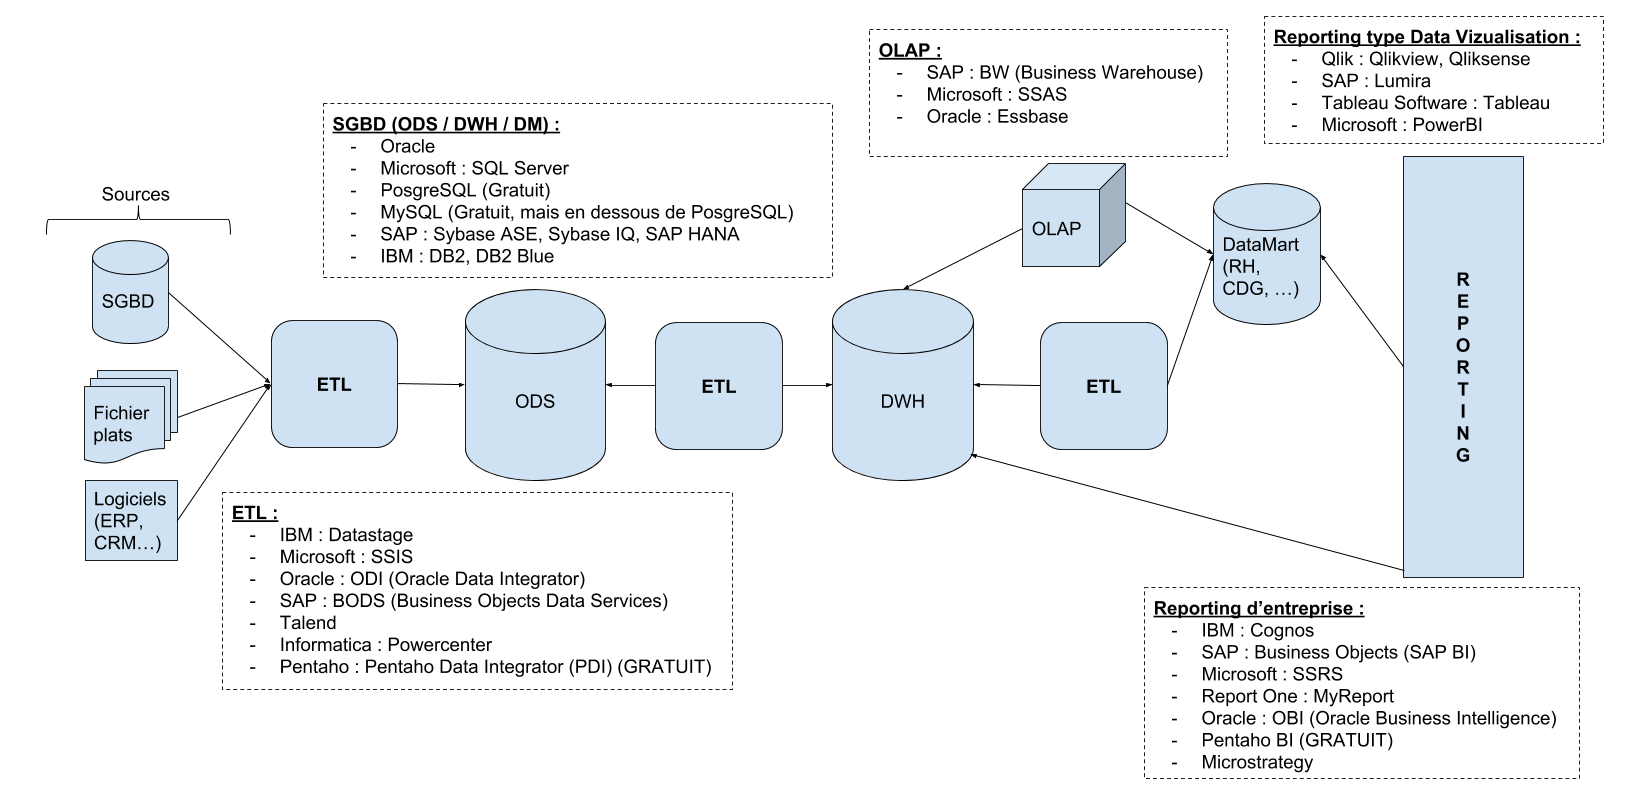 Sources
SGBD
Fichier
plats
Logiciels
(ERP,
CRM…)
ETL
SGBD (ODS / DWH / DM) :
- Oracle
- Microsoft : SQL Server
- PosgreSQL (Gratuit)
- MySQL (Gratuit, mais en dessous de PosgreSQL)
- SAP : Sybase ASE, Sybase IQ, SAP HANA
- IBM : DB2, DB2 Blue
ODS
ETL
ETL :
- IBM : Datastage
- Microsoft : SSIS
- Oracle : ODI (Oracle Data Integrator)
- SAP : BODS (Business Objects Data Services)
- Talend
- Informatica : Powercenter
- Pentaho : Pentaho Data Integrator (PDI) (GRATUIT)
DWH
OLAP :
- SAP : BW (Business Warehouse)
- Microsoft : SSAS
- Oracle : Essbase
OLAP
ETL
DataMart
(RH,
CDG, …)
Reporting type Data Vizualisation :
- Qlik : Qlikview, Qliksense
- SAP : Lumira
- Tableau Software : Tableau
- Microsoft : PowerBI
R
E
P
O
R
T
I
N
G
Reporting d’entreprise :
- IBM : Cognos
- SAP : Business Objects (SAP BI)
- Microsoft : SSRS
- Report One : MyReport
- Oracle : OBI (Oracle Business Intelligence)
- Pentaho BI (GRATUIT)
- Microstrategy